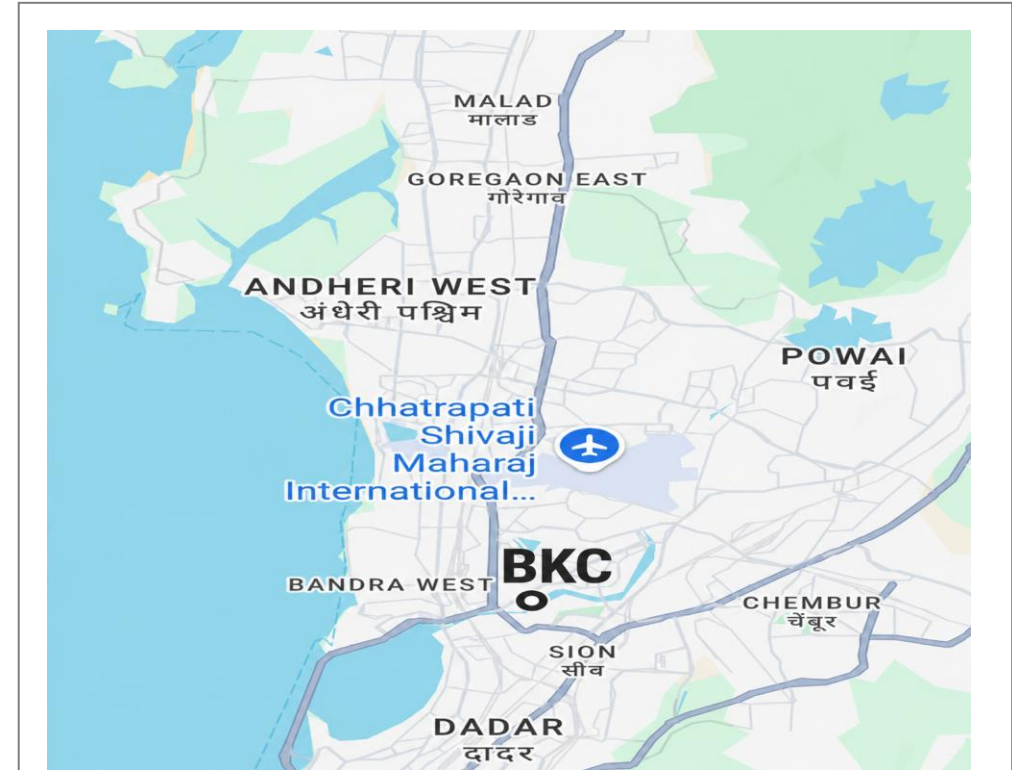 MALAD
मालाड
GOREGAON EAST
गोरेगाव
ANDHERI WEST
अंधेरी पश्चिम
POWAI
पवई
Chhatrapati
Shivaji
Maharaj
International...
BKC
BANDRA WEST
CHEMBUR
चेंबूर
SION
सीव
DADAR
दादर